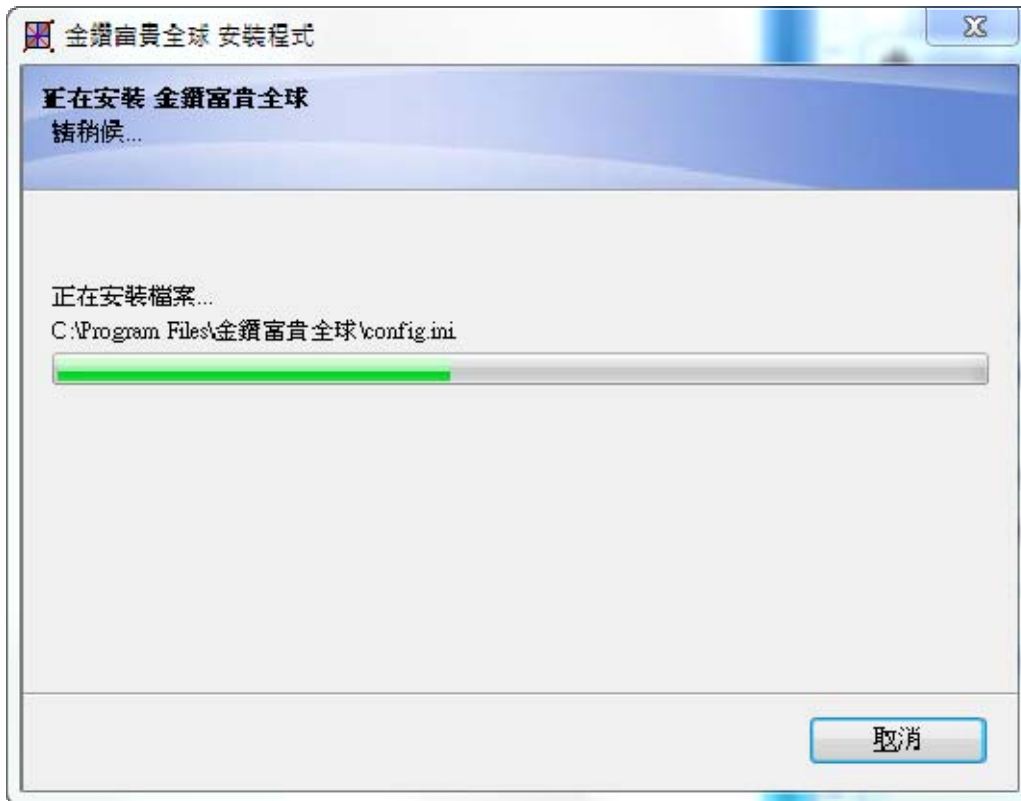 金鑽富貴全球 安裝程式
正在安裝 金鑽富貴全球
請稍候...
正在安裝檔案...
C:\Program Files\金鑽富貴全球\config.ini
取消